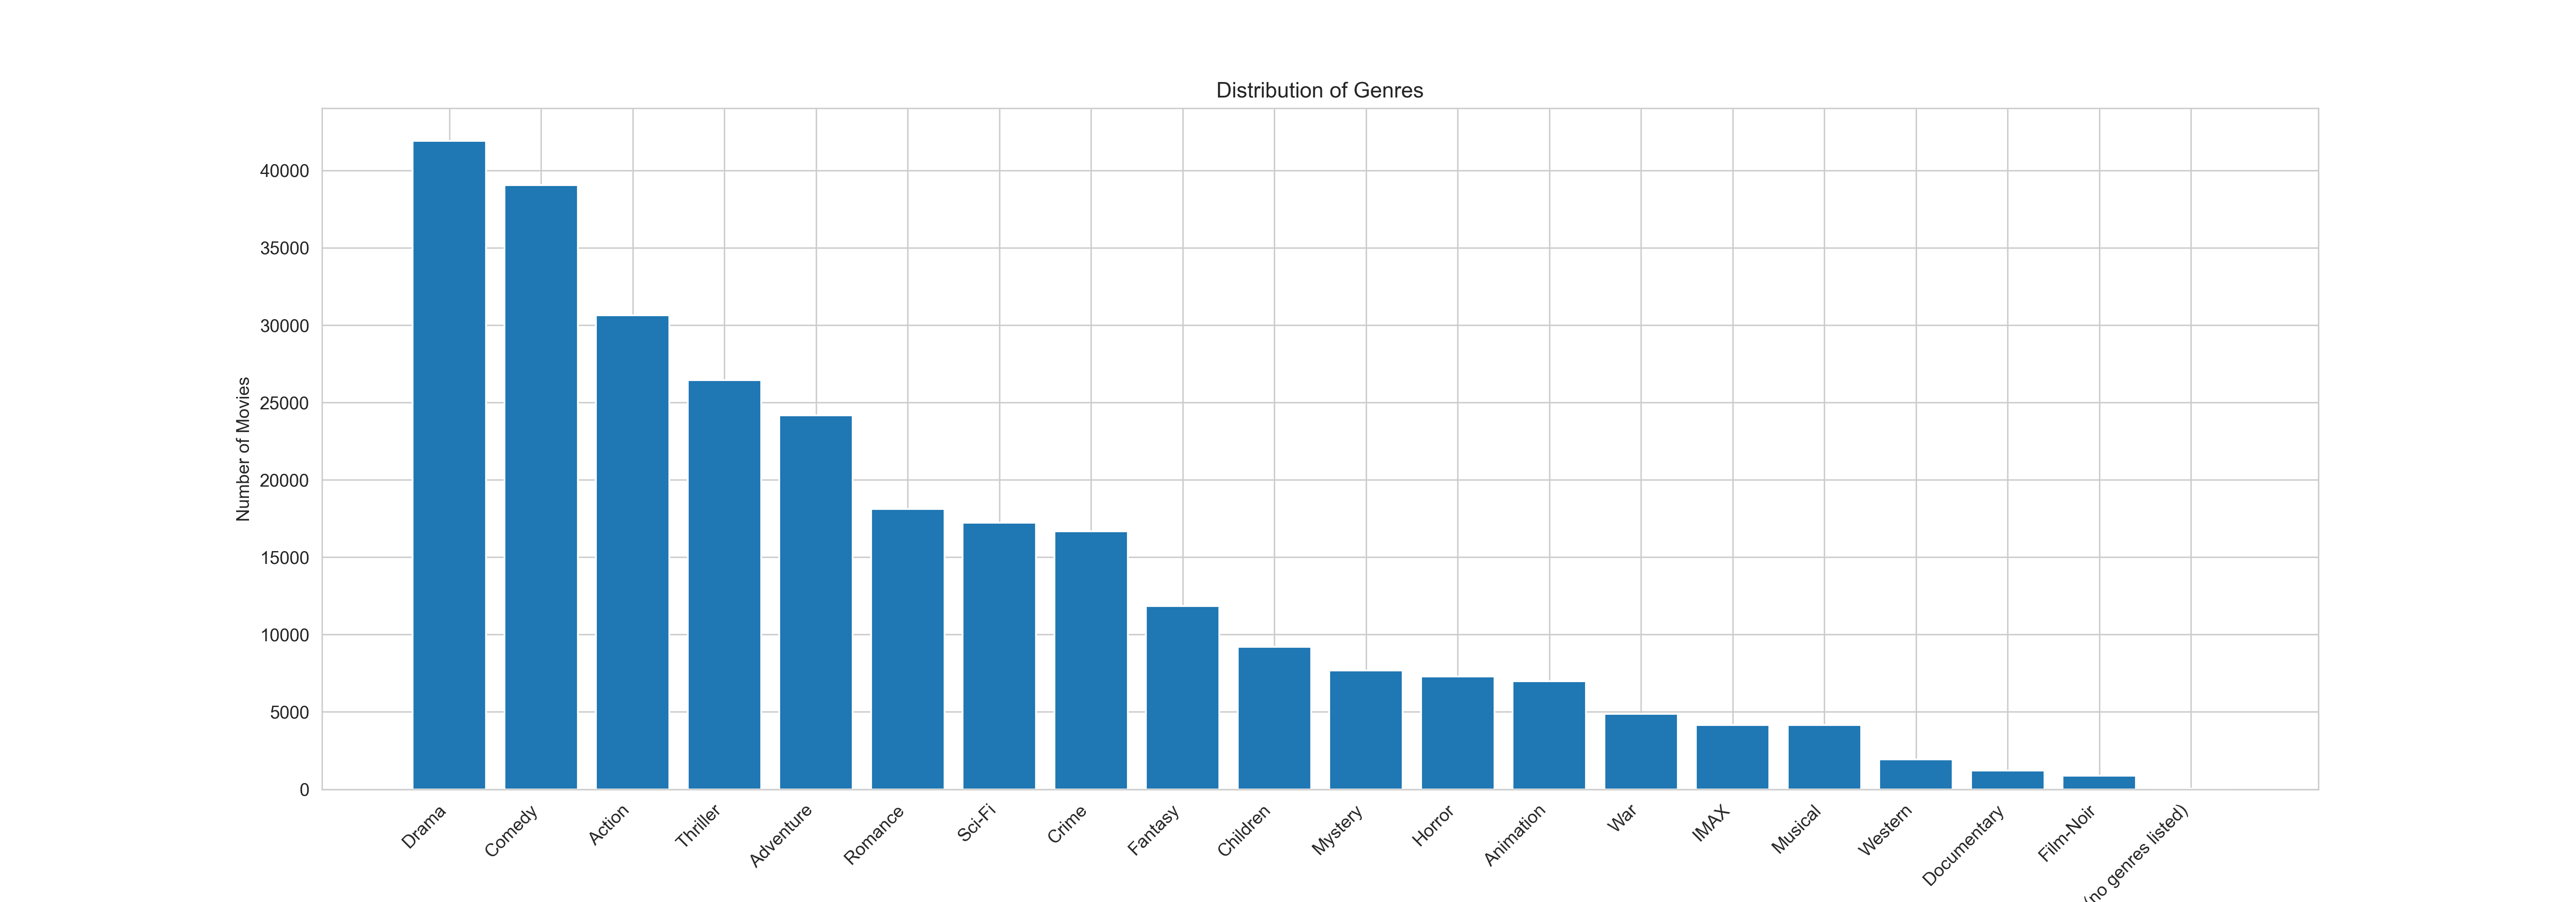 Distribution of Genres
Number of Movies
40000
35000
30000
25000
20000
15000
10000
5000
0
Drama
Comedy
Action
Thriller
Adventure
Romance
Sci-Fi
Crime
Fantasy
Children
Mystery
Horror
Animation
War
IMAX
Musical
Western
Documentary
Film-Noir
(no genres listed)